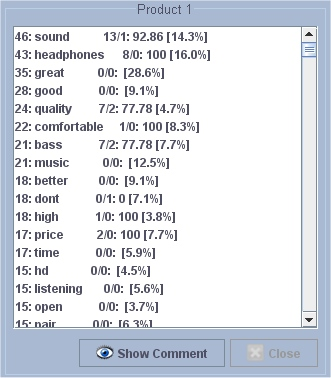 Product 1
46: sound 13/1: 92.86 [14.3%]
43: headphones 8/0: 100 [16.0%]
35: great 0/0: [28.6%]
28: good 0/0: [9.1%]
24: quality 7/2: 77.78 [4.7%]
22: comfortable 1/0: 100 [8.3%]
21: bass 7/2: 77.78 [7.7%]
21: music 0/0: [12.5%]
18: better 0/0: [9.1%]
18: dont 0/1: 0 [7.1%]
18: high 1/0: 100 [3.8%]
17: price 2/0: 100 [7.7%]
17: time 0/0: [5.9%]
15: hd 0/0: [4.5%]
15: listening 0/0: [5.6%]
15: open 0/0: [3.7%]
15: pair 0/0: [6.3%]
Show Comment Close